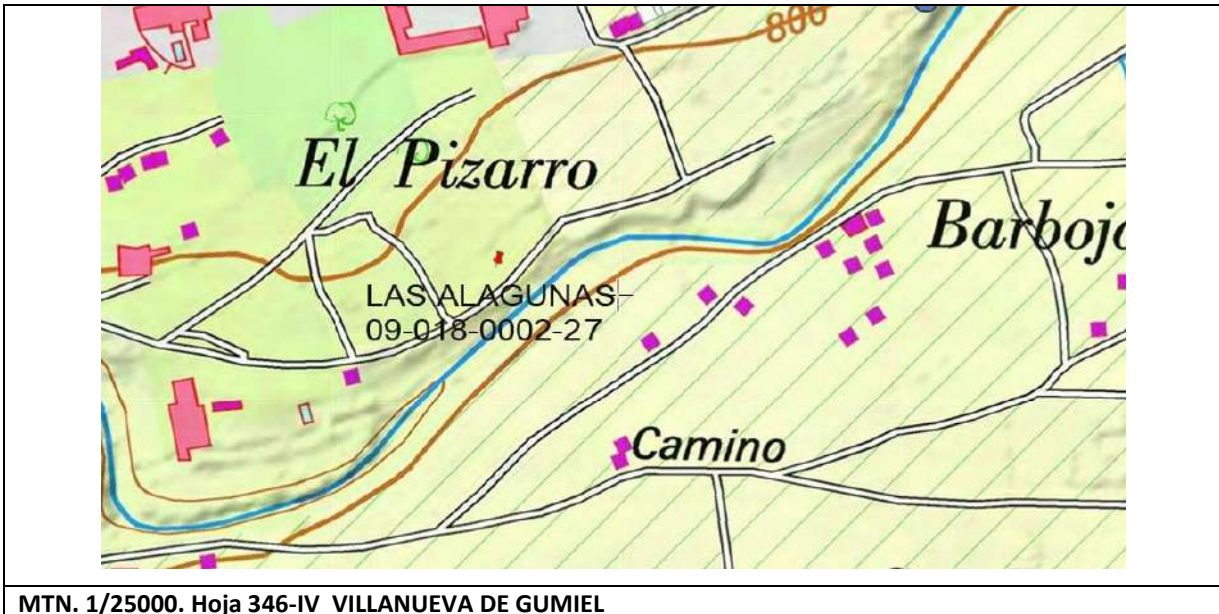 800
El Pizarro
Barbojo
LAS ALAGUNAS
09-018-0002-27
Camino
MTN. 1/25000. Hoja 346-IV VILLANUEVA DE GUMIEL